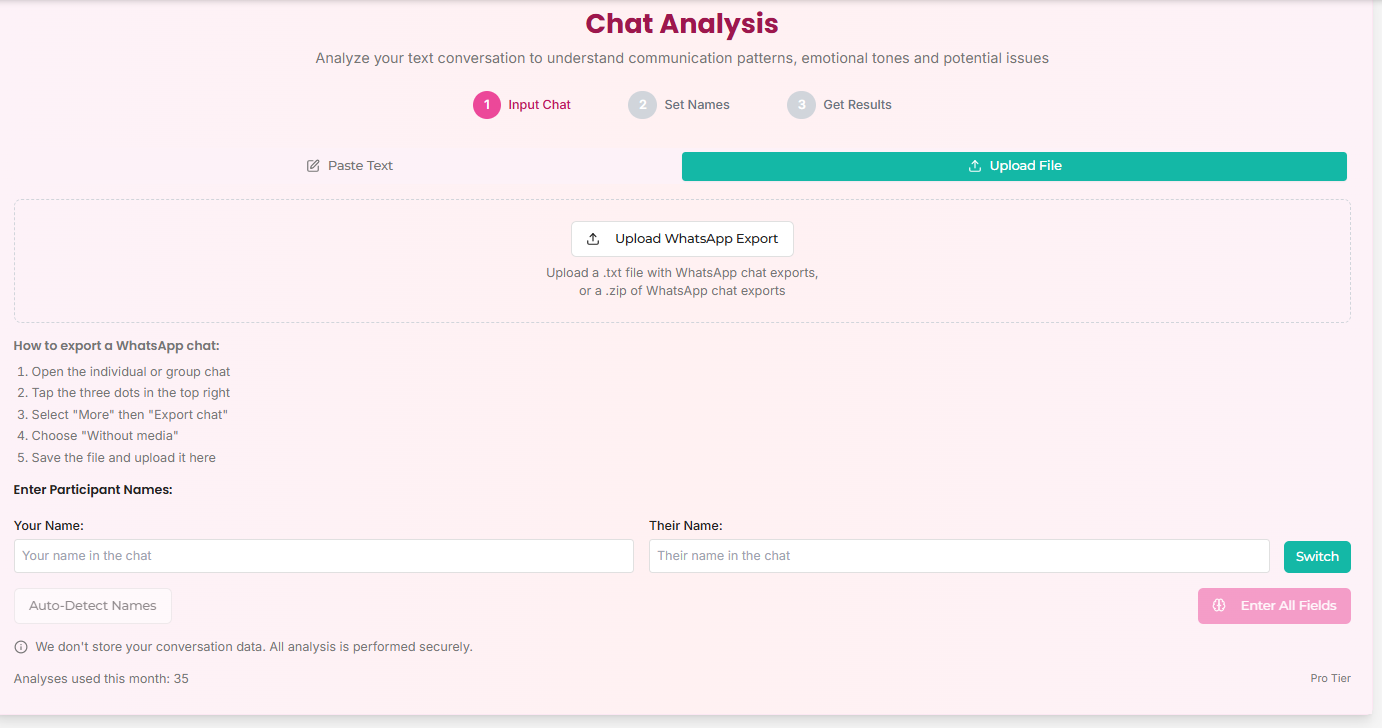 Chat Analysis
Analyze your text conversation to understand communication patterns, emotional tones and potential issues
1 Input Chat 2 Set Names 3 Get Results
Paste Text Upload File
Upload WhatsApp Export
Upload a .txt file with WhatsApp chat exports,
or a .zip of WhatsApp chat exports
How to export a WhatsApp chat:
1. Open the individual or group chat
2. Tap the three dots in the top right
3. Select "More" then "Export chat"
4. Choose "Without media"
5. Save the file and upload it here
Enter Participant Names:
Your Name: Their Name:
Your name in the chat Their name in the chat Switch
Auto-Detect Names Enter All Fields
We don't store your conversation data. All analysis is performed securely.
Analyses used this month: 35 Pro Tier